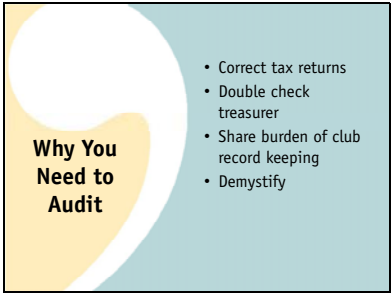 Why You
Need to
Audit
• Correct tax returns
• Double check
treasurer
• Share burden of club
record keeping
• Demystify